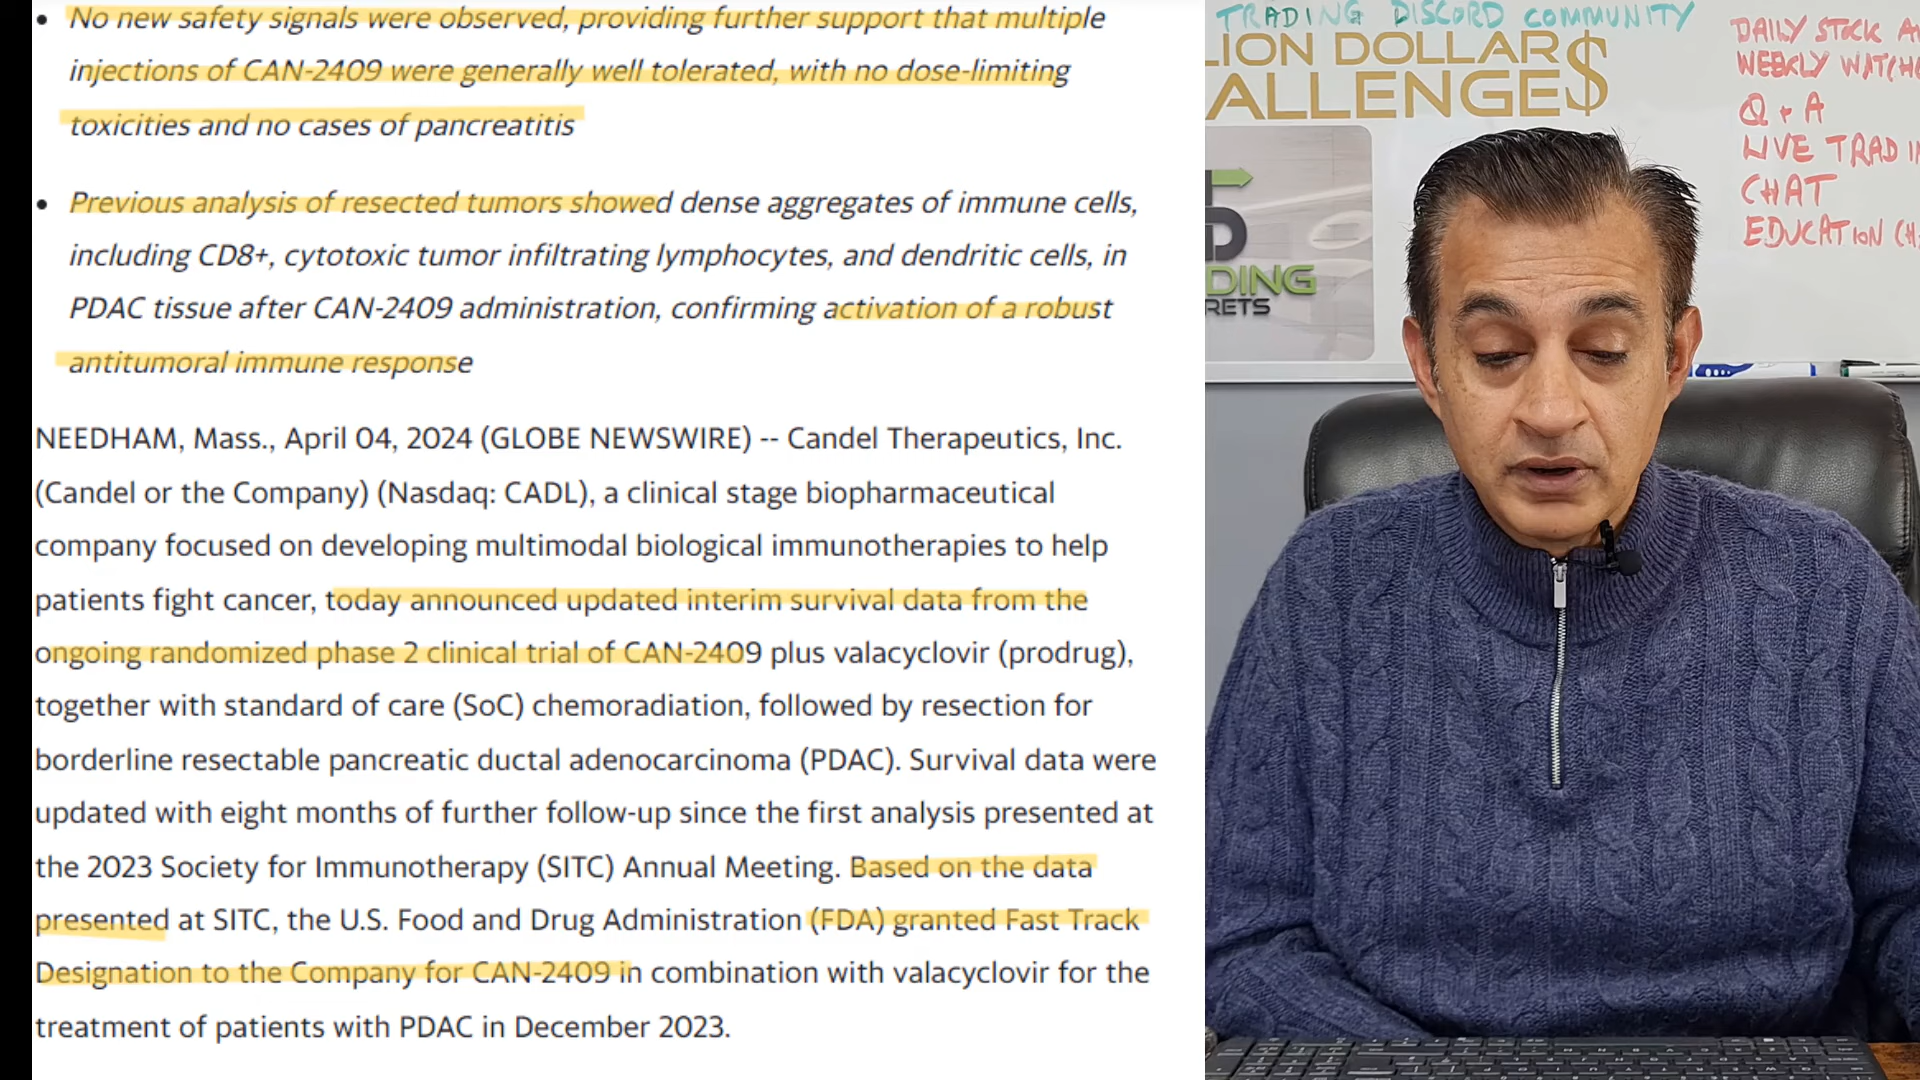 No new safety signals were observed, providing further support that multiple
injections of CAN-2409 were generally well tolerated, with no dose-limiting
toxicities and no cases of pancreatitis
Previous analysis of resected tumors showed dense aggregates of immune cells,
including CD8+, cytotoxic tumor infiltrating lymphocytes, and dendritic cells, in
PDAC tissue after CAN-2409 administration, confirming activation of a robust
antitumoral immune response
NEEDHAM, Mass., April 04, 2024 (GLOBE NEWSWIRE) -- Candel Therapeutics, Inc.
(Candel or the Company) (Nasdaq: CADL), a clinical stage biopharmaceutical
company focused on developing multimodal biological immunotherapies to help
patients fight cancer, today announced updated interim survival data from the
ongoing randomized phase 2 clinical trial of CAN-2409 plus valacyclovir (prodrug),
together with standard of care (SoC) chemoradiation, followed by resection for
borderline resectable pancreatic ductal adenocarcinoma (PDAC). Survival data were
updated with eight months of further follow-up since the first analysis presented at
the 2023 Society for Immunotherapy (SITC) Annual Meeting. Based on the data
presented at SITC, the U.S. Food and Drug Administration (FDA) granted Fast Track
Designation to the Company for CAN-2409 in combination with valacyclovir for the
treatment of patients with PDAC in December 2023.
TRADING DISCORD COMMUNITY
LION DOLLAR
ALLENGE$
DING
RETS
DAILY STOCK
WEEKLY
Q + A
LIVE TRADIN
CHAT
EDUCATION